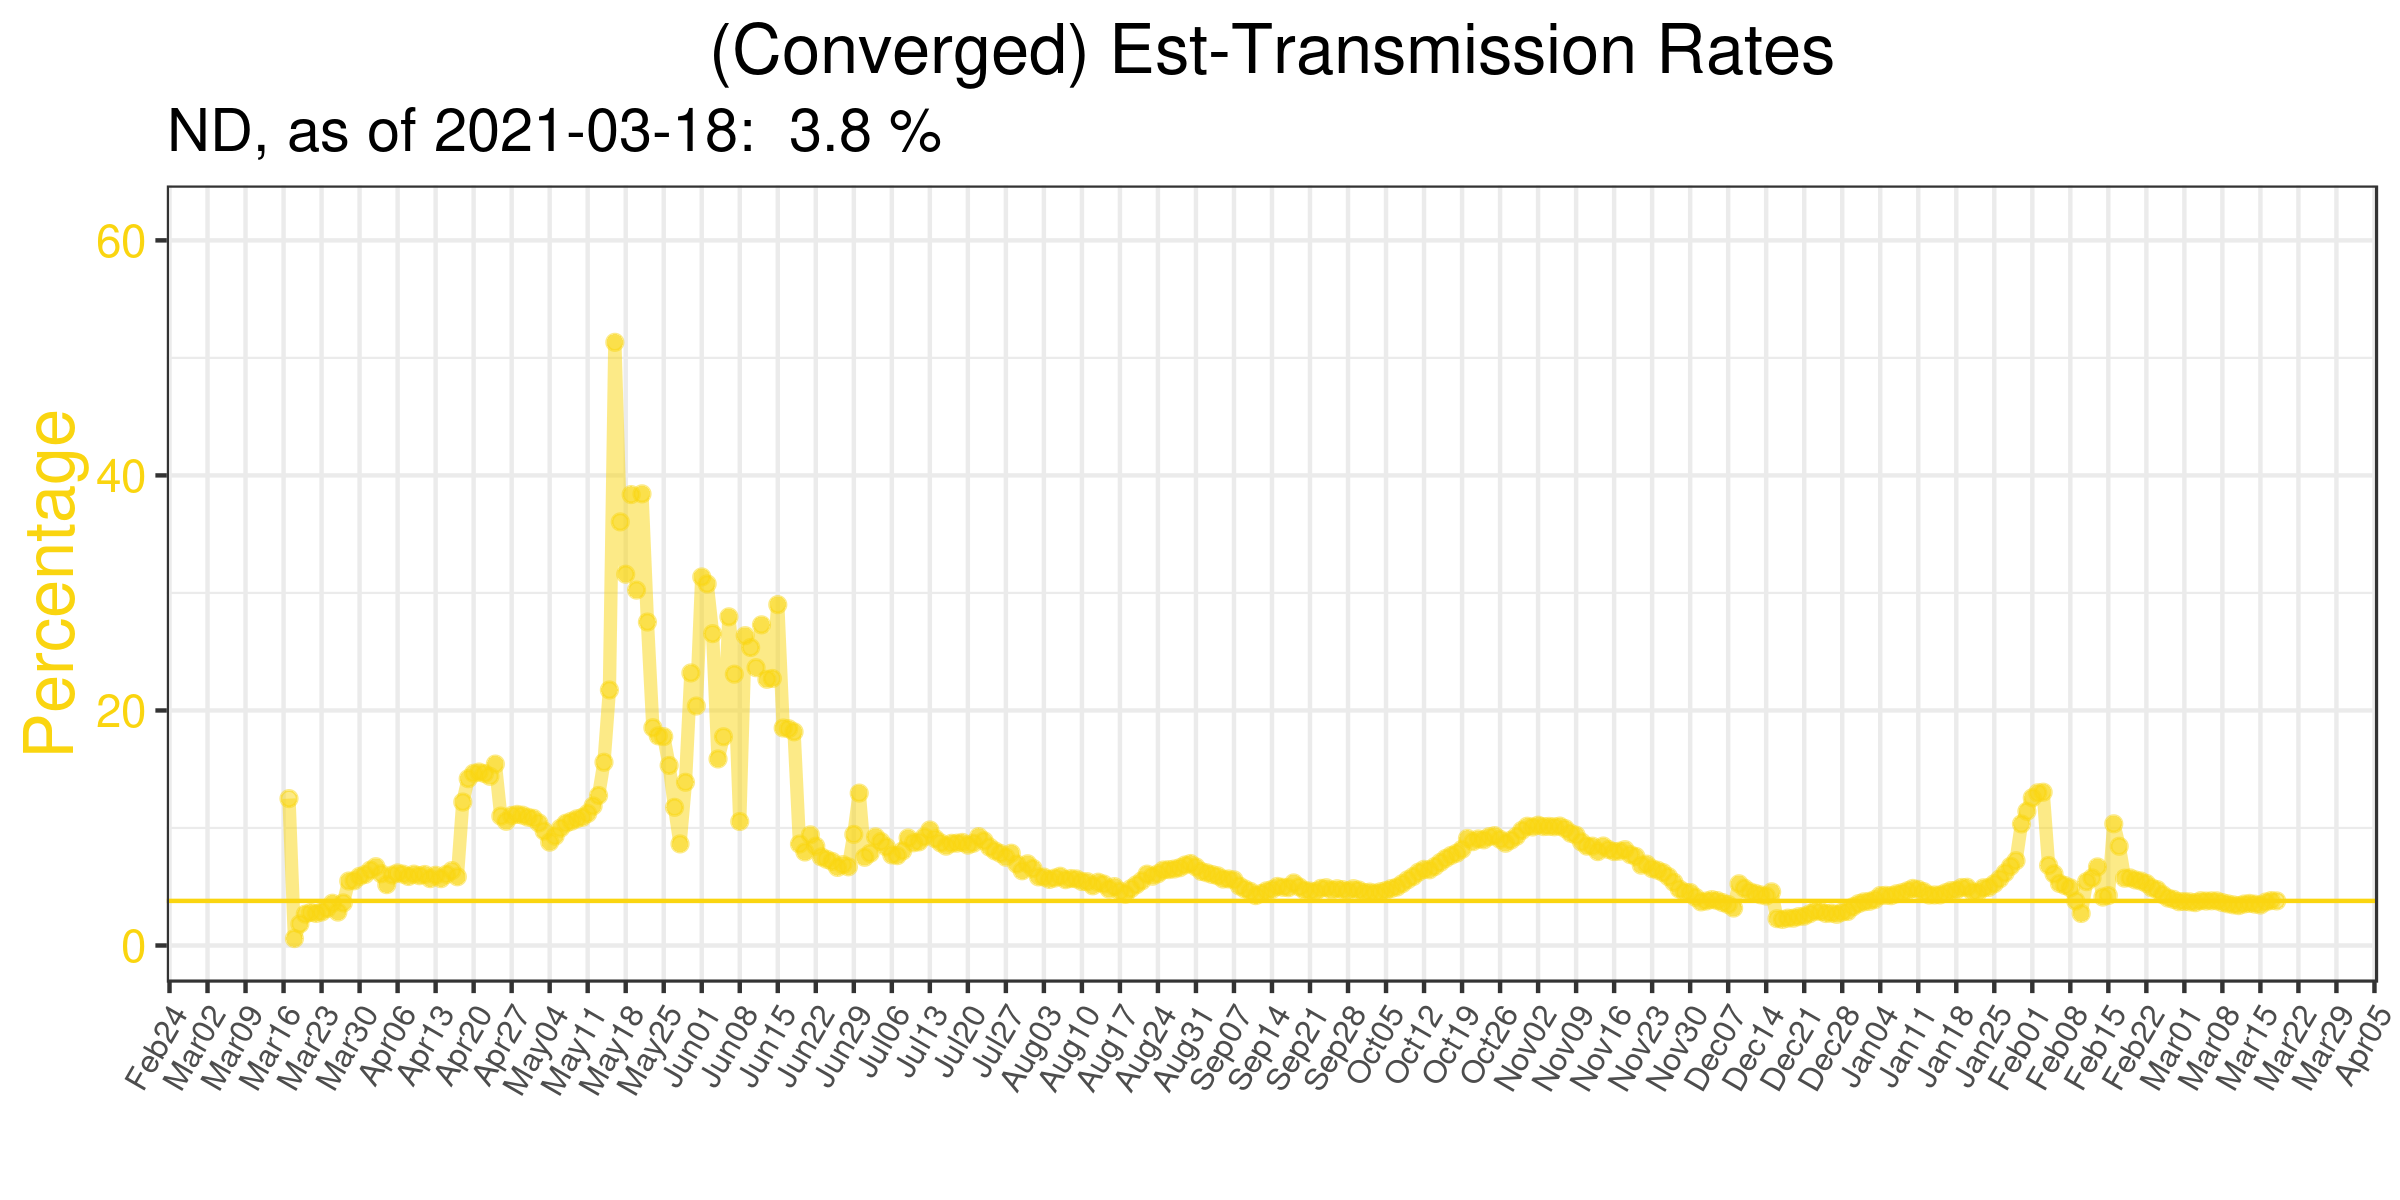 (Converged) Est-Transmission Rates
ND, as of 2021-03-18:  3.8 %
Percentage
60
40
20
0
Feb24
Mar02
Mar09
Mar16
Mar23
Mar30
Apr06
Apr13
Apr20
Apr27
May04
May11
May18
May25
Jun01
Jun08
Jun15
Jun22
Jun29
Jul06
Jul13
Jul20
Jul27
Aug03
Aug10
Aug17
Aug24
Aug31
Sep07
Sep14
Sep21
Sep28
Oct05
Oct12
Oct19
Oct26
Nov02
Nov09
Nov16
Nov23
Nov30
Dec07
Dec14
Dec21
Dec28
Jan04
Jan11
Jan18
Jan25
Feb01
Feb08
Feb15
Feb22
Mar01
Mar08
Mar15
Mar22
Mar29
Apr05